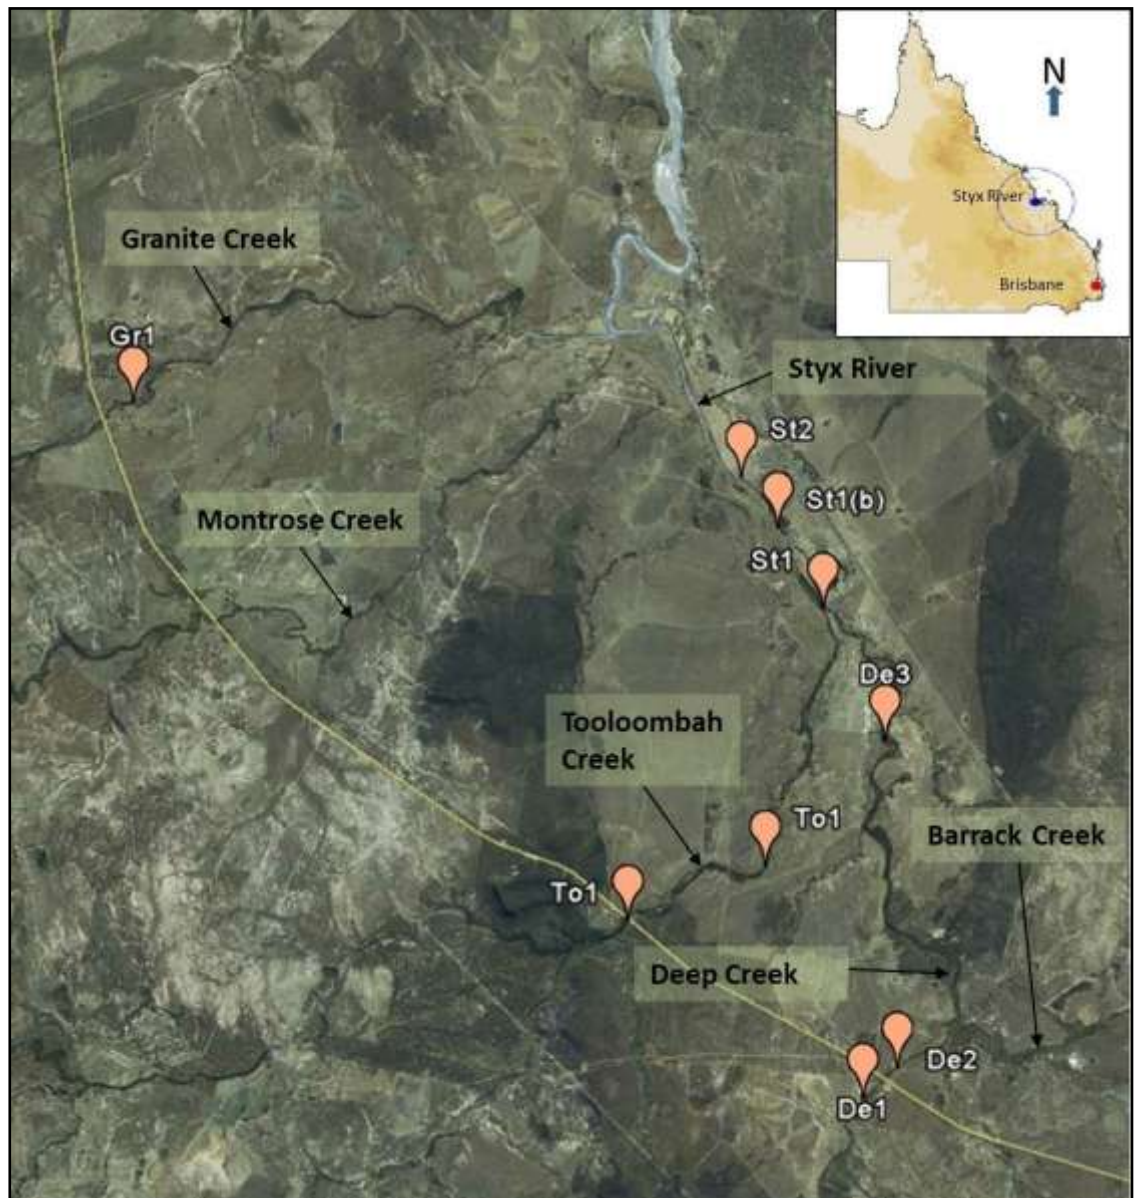 N
Styx River
Brisbane
Granite Creek
Gr1
Styx River
St2
St1(b)
Montrose Creek
St1
De3
Tooloombah
Creek
To1
Barrack Creek
To1
Deep Creek
De2
De1